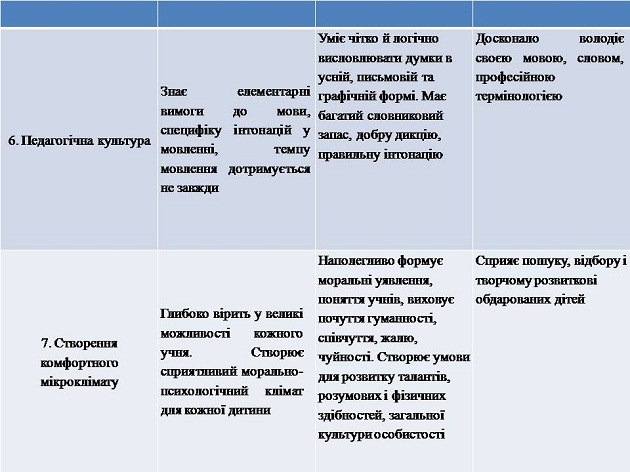 6. Педагогічна культура
Знає елементарні
вимоги до мови,
специфіку інтонацій у
мовленні, темпу
мовлення дотримується
не завжди
Уміє чітко й логічно
висловлювати думки в
усній, письмовій та
графічній формі. Має
багатий словниковий
запас, добру дикцію,
правильну інтонацію
Досконало володіє
своєю мовою, словом,
професійною
термінологією
7. Створення
комфортного
мікроклімату
Глибоко вірить у великі
можливості кожного
учня. Створює
сприятливий морально-
психологічний клімат
для кожної дитини
Наполегливо формує
моральні уявлення,
поняття учнів, виховує
почуття гуманності,
співчуття, жалю,
чуйності. Створює умови
для розвитку талантів,
розумових і фізичних
здібностей, загальної
культури особистості
Сприяє пошуку, відбору і
творчому розвиткові
обдарованих дітей